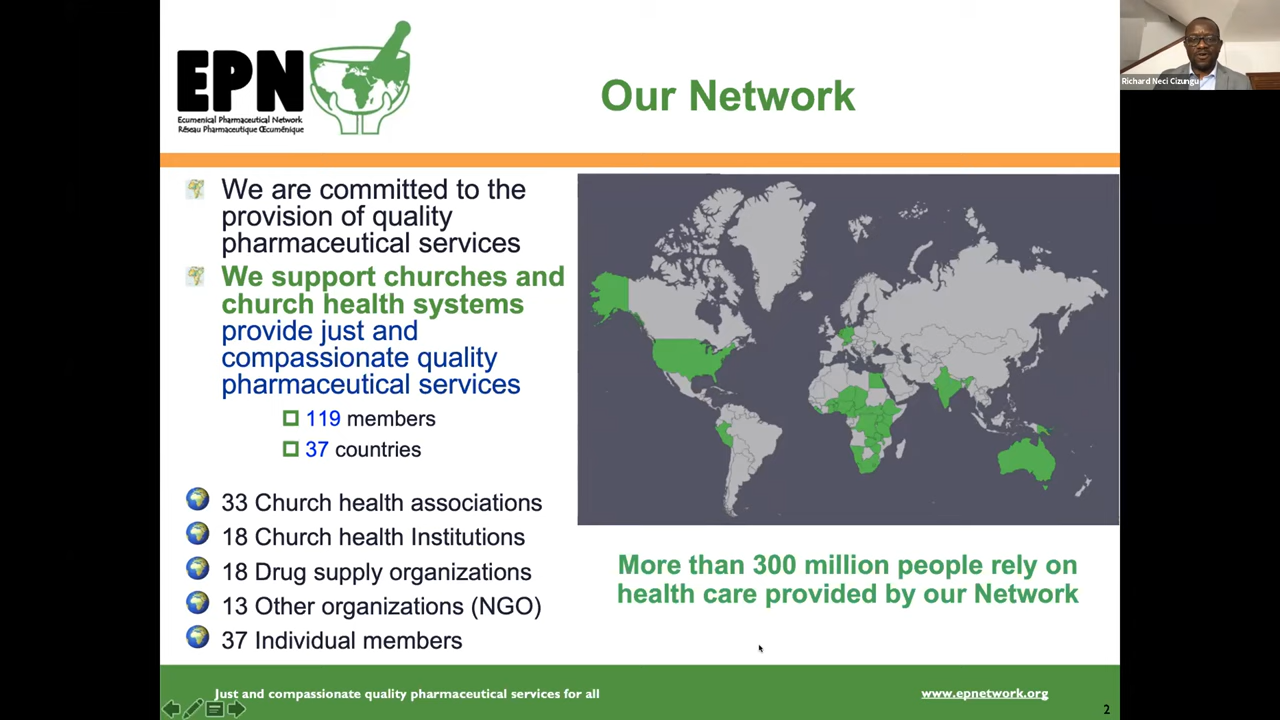 EPN
Ecumenical Pharmaceutical Network
Réseau Pharmaceutique Œcuménique
Our Network
Richard Neci Cizungu
We are committed to the
provision of quality
pharmaceutical services
We support churches and
church health systems
provide just and
compassionate quality
pharmaceutical services
119 members
37 countries
33 Church health associations
18 Church health Institutions
18 Drug supply organizations
13 Other organizations (NGO)
37 Individual members
More than 300 million people rely on
health care provided by our Network
Just and compassionate quality pharmaceutical services for all
www.epnetwork.org
2